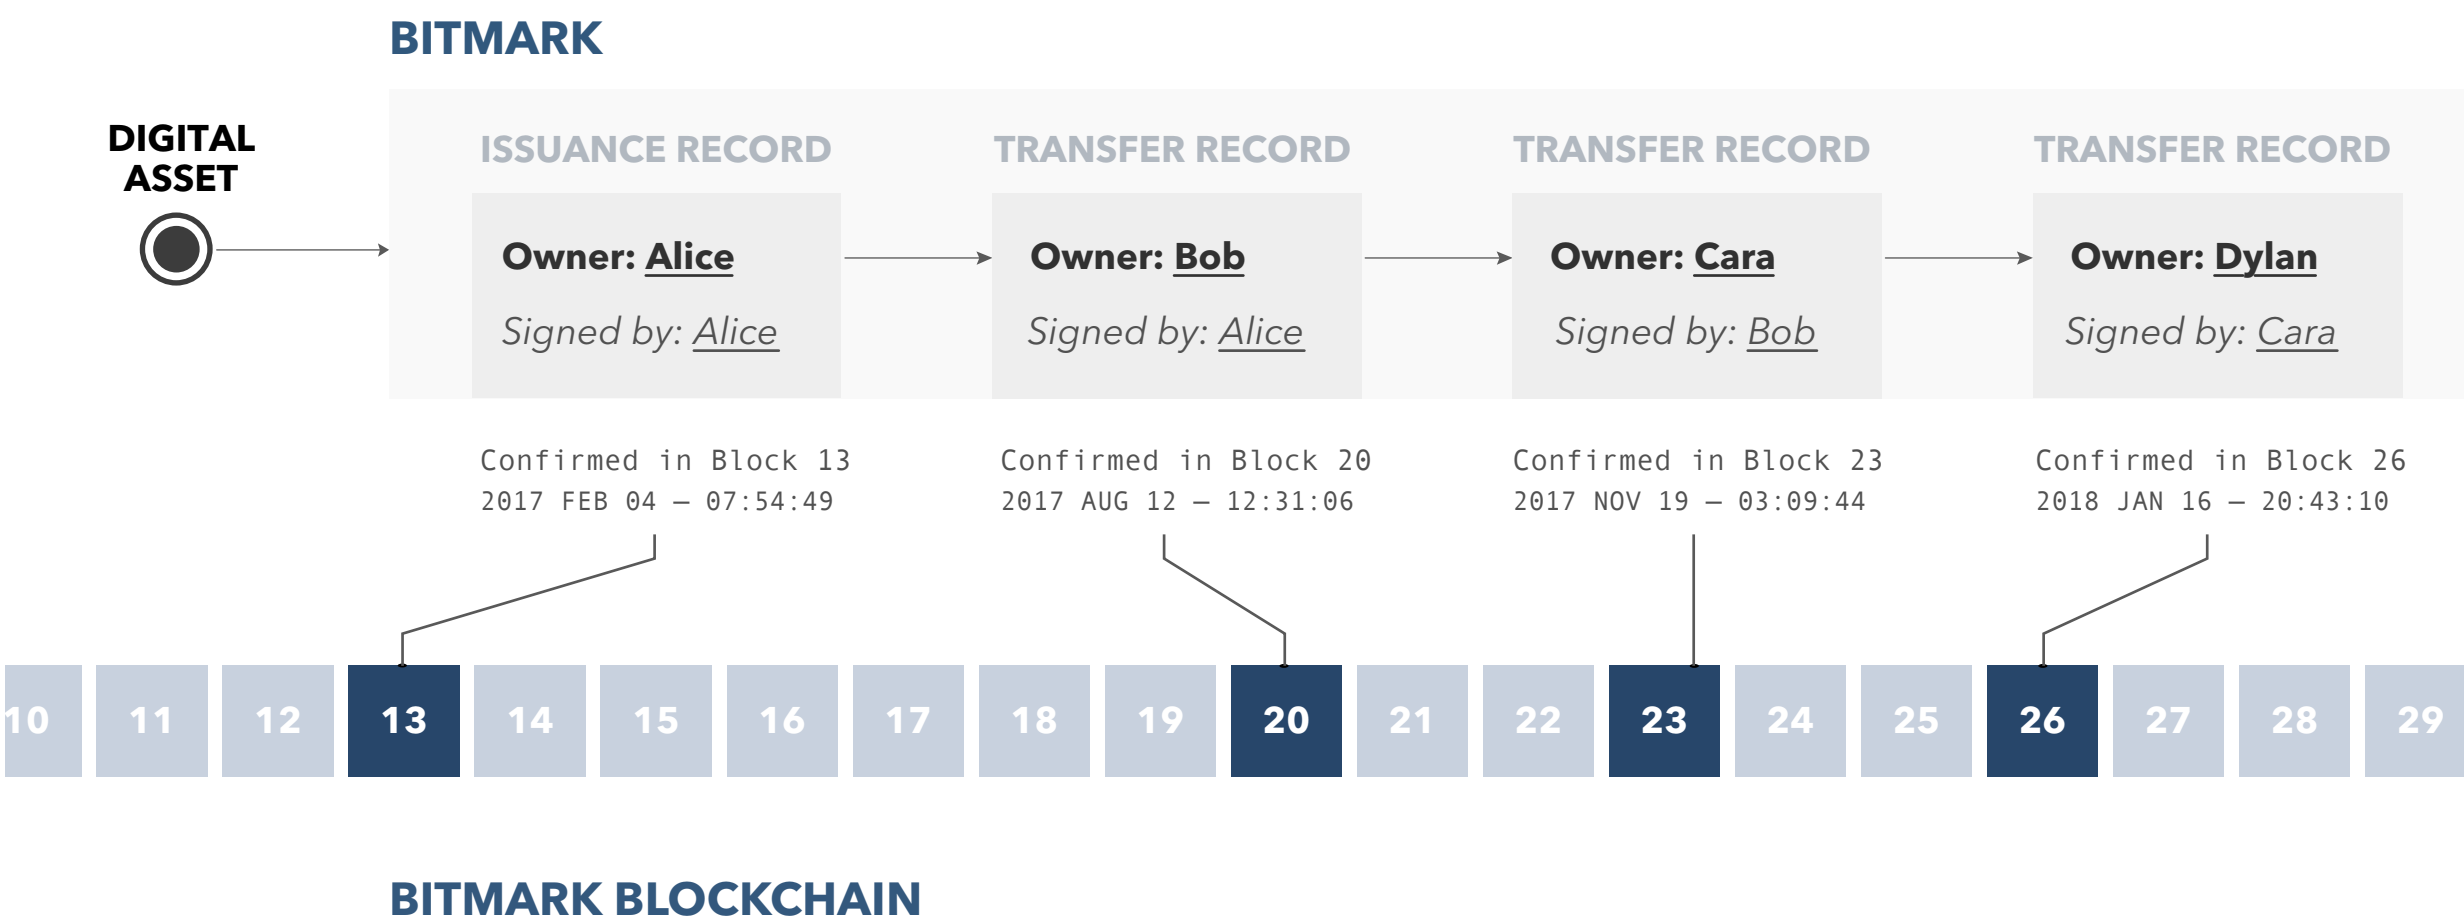 BITMARK
DIGITAL
ASSET
ISSUANCE RECORD
Owner: Alice
Signed by: Alice
Confirmed in Block 13
2017 FEB 04 – 07:54:49
TRANSFER RECORD
Owner: Bob
Signed by: Alice
Confirmed in Block 20
2017 AUG 12 – 12:31:06
TRANSFER RECORD
Owner: Cara
Signed by: Bob
Confirmed in Block 23
2017 NOV 19 – 03:09:44
TRANSFER RECORD
Owner: Dylan
Signed by: Cara
Confirmed in Block 26
2018 JAN 16 – 20:43:10
10 11 12 13 14 15 16 17 18 19 20 21 22 23 24 25 26 27 28 29
BITMARK BLOCKCHAIN